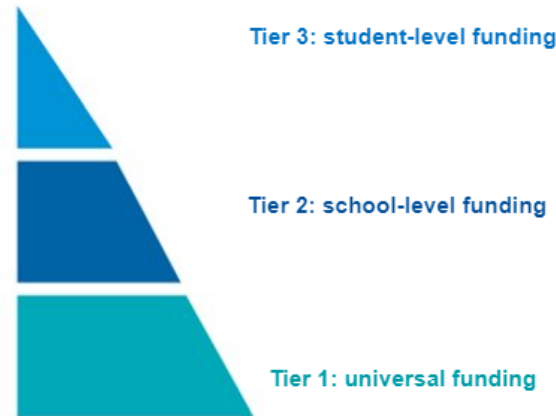 Tier 3: student-level funding
Tier 2: school-level funding
Tier 1: universal funding